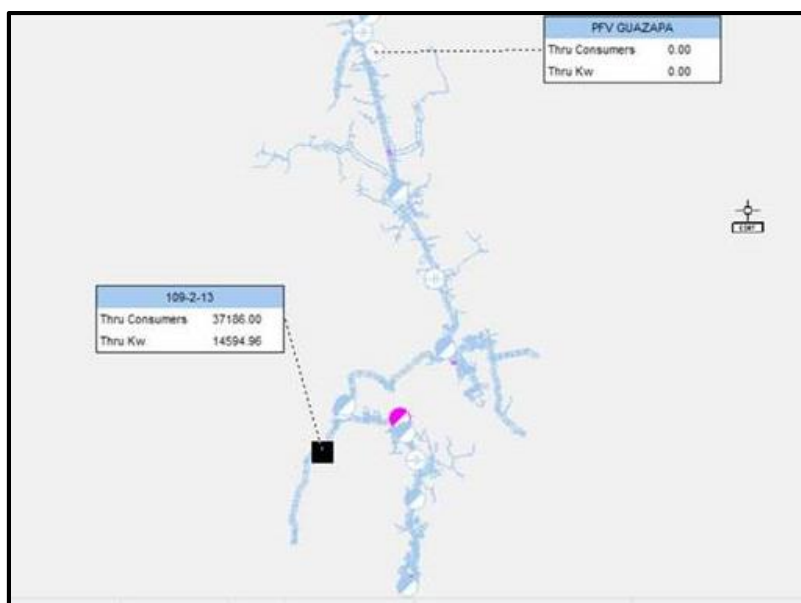 PFV GUAZAPA
Thru Consumers 0.00
Thru Kw 0.00
109-2-13
Thru Consumers 37186.00
Thru Kw 14594.96